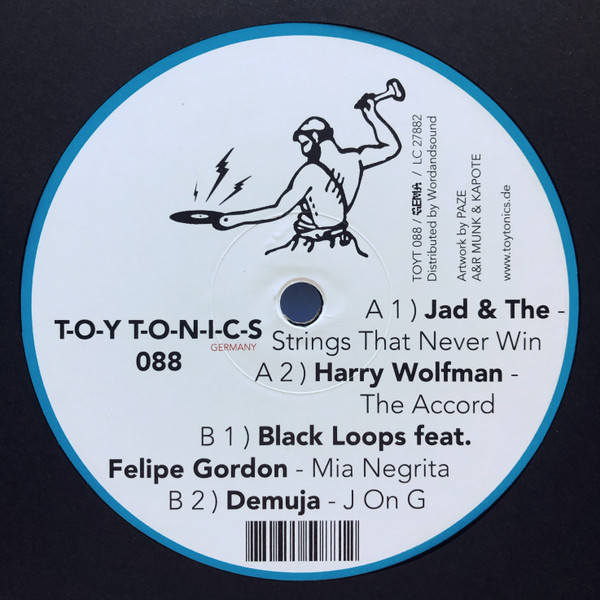 TOYT 088 / GEMA / LC 27882
Distributed by Wordandsound
Artwork by PAZE
A&R MUNK & KAPOTE
www.toytonics.de
T-O-Y T-O-N-I-C-S
GERMANY
088
A 1 ) Jad & The -
Strings That Never Win
A 2 ) Harry Wolfman -
The Accord
B 1 ) Black Loops feat.
Felipe Gordon - Mia Negrita
B 2 ) Demuja - J On G